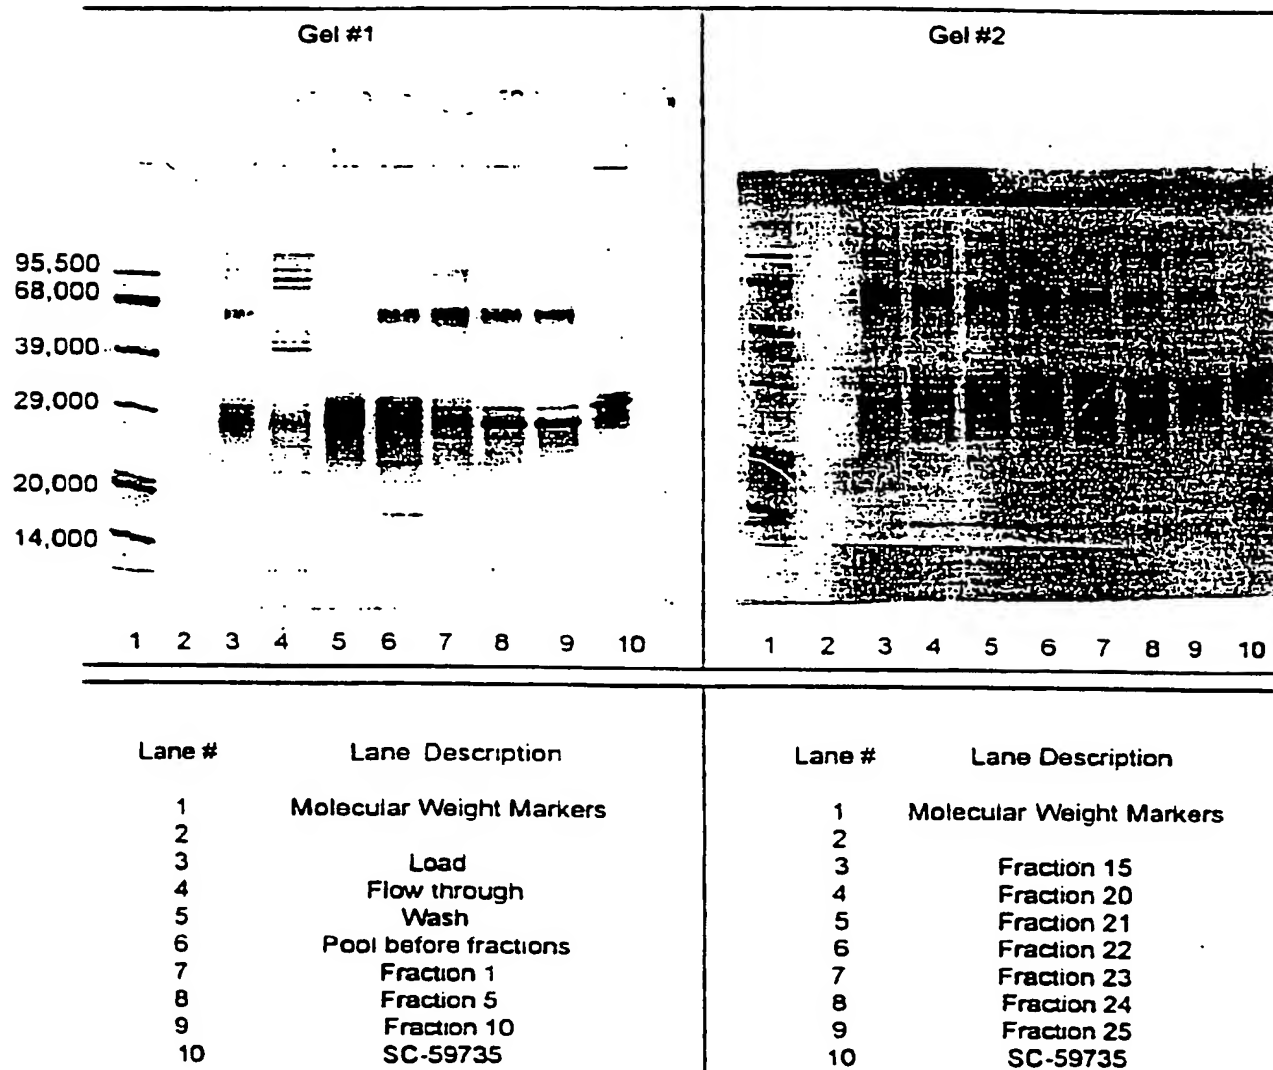 Gel #1
95,500
68,000
39,000
29,000
20,000
14,000
1 2 3 4 5 6 7 8 9 10
Gel #2
1 2 3 4 5 6 7 8 9 10
Lane # Lane Description
1 Molecular Weight Markers
2
3 Load
4 Flow through
5 Wash
6 Pool before fractions
7 Fraction 1
8 Fraction 5
9 Fraction 10
10 SC-59735
Lane # Lane Description
1 Molecular Weight Markers
2
3 Fraction 15
4 Fraction 20
5 Fraction 21
6 Fraction 22
7 Fraction 23
8 Fraction 24
9 Fraction 25
10 SC-59735